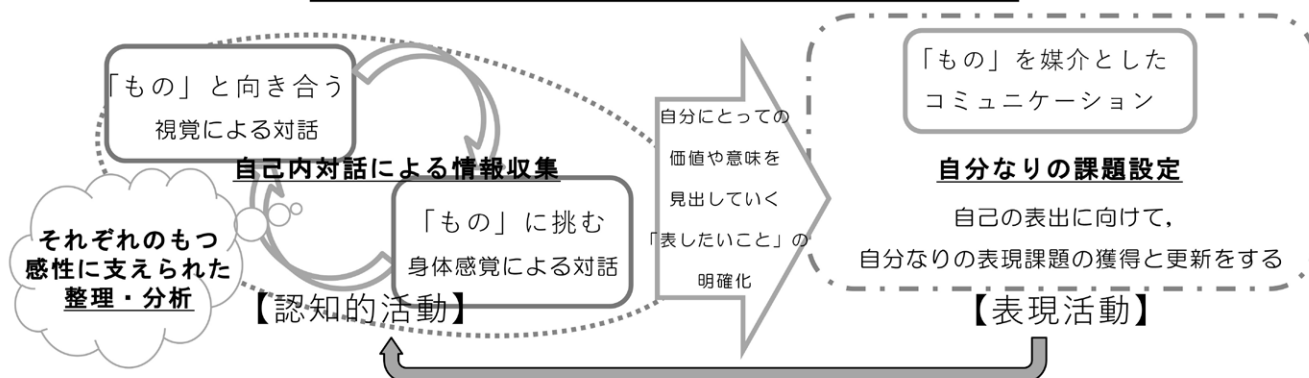 「もの」と向き合う
視覚による対話
自己内対話による情報収集
「もの」に挑む
身体感覚による対話
それぞれのもつ
感性に支えられた
整理・分析
【認知的活動】
自分にとっての
価値や意味を
見出していく
「表したいこと」の
明確化
「もの」を媒介とした
コミュニケーション
自分なりの課題設定
自己の表出に向けて，
自分なりの表現課題の獲得と更新をする
【表現活動】